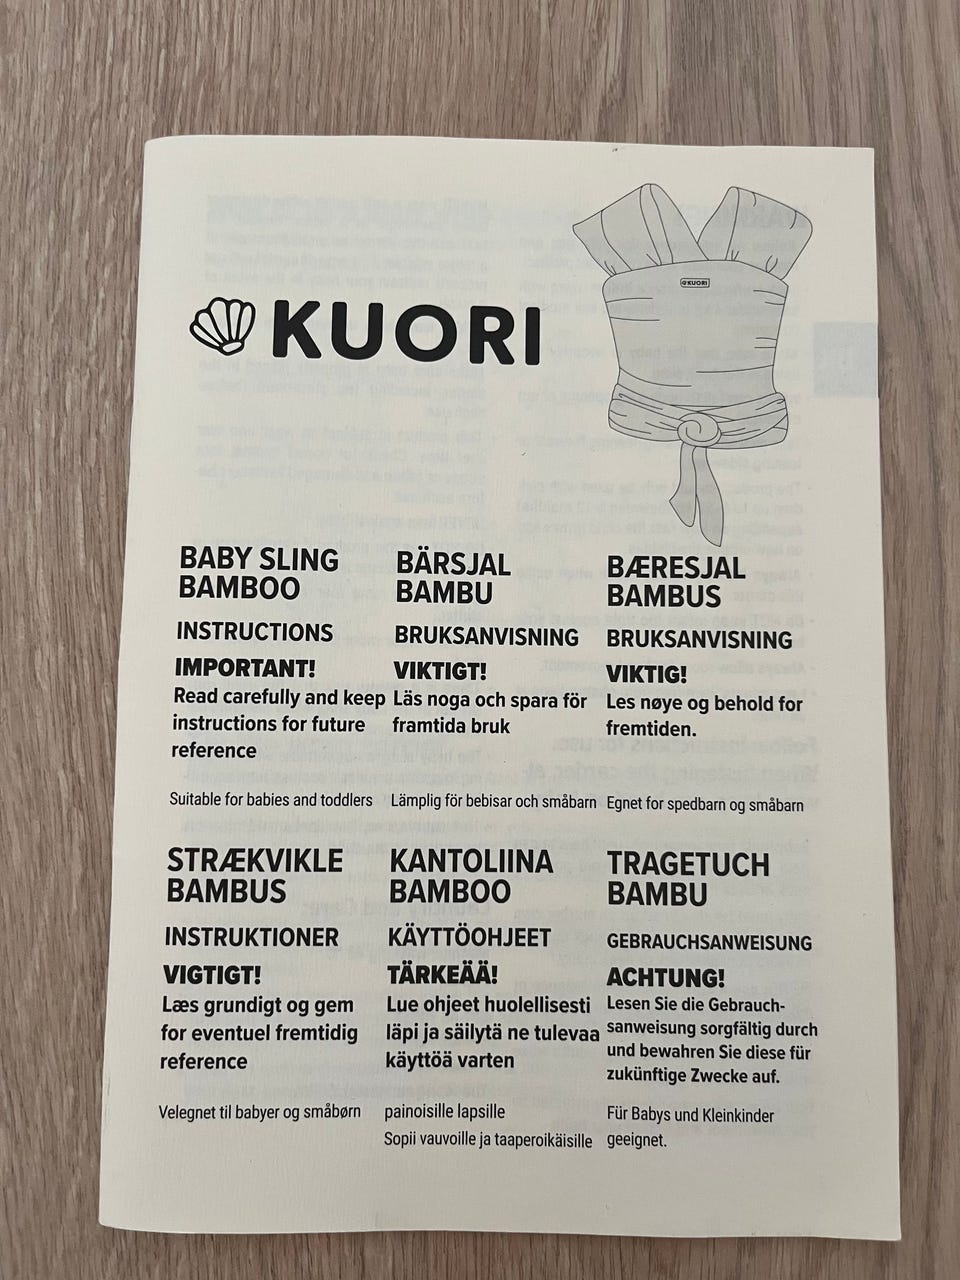 KUORI
KUORI
BABY SLING
BAMBOO
INSTRUCTIONS
IMPORTANT!
Read carefully and keep
instructions for future
reference
Suitable for babies and toddlers
BÄRSJAL
BAMBU
BRUKSANVISNING
VIKTIGT!
Läs noga och spara för
framtida bruk
Lämplig för bebisar och småbarn
BÆRESJAL
BAMBUS
BRUKSANVISNING
VIKTIG!
Les nøye og behold for
fremtiden.
Egnet for spedbarn og småbarn
STRÆKVIKLE
BAMBUS
INSTRUKTIONER
VIGTIGT!
Læs grundigt og gem
for eventuel fremtidig
reference
Velegnet til babyer og småbørn
KANTOLIINA
BAMBOO
KÄYTTÖOHJEET
TÄRKEÄÄ!
Lue ohjeet huolellisesti
läpi ja säilytä ne tulevaa
käyttöä varten
painoisille lapsille
Sopii vauvoille ja taaperoikäisille
TRAGETUCH
BAMBU
GEBRAUCHSANWEISUNG
ACHTUNG!
Lesen Sie die Gebrauch-
sanweisung sorgfältig durch
und bewahren Sie diese für
zukünftige Zwecke auf.
Für Babys und Kleinkinder
geeignet.